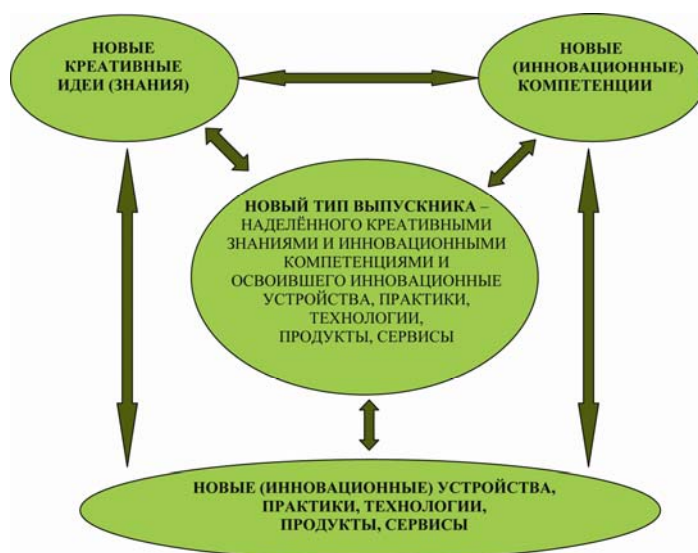 НОВЫЕ
КРЕАТИВНЫЕ
ИДЕИ (ЗНАНИЯ)
НОВЫЕ
(ИННОВАЦИОННЫЕ)
КОМПЕТЕНЦИИ
НОВЫЙ ТИП ВЫПУСКНИКА –
НАДЕЛЁННОГО КРЕАТИВНЫМИ
ЗНАНИЯМИ И ИННОВАЦИОННЫМИ
КОМПЕТЕНЦИЯМИ И
ОСВОИВШЕГО ИННОВАЦИОННЫЕ
УСТРОЙСТВА, ПРАКТИКИ,
ТЕХНОЛОГИИ,
ПРОДУКТЫ, СЕРВИСЫ
НОВЫЕ (ИННОВАЦИОННЫЕ) УСТРОЙСТВА,
ПРАКТИКИ, ТЕХНОЛОГИИ,
ПРОДУКТЫ, СЕРВИСЫ